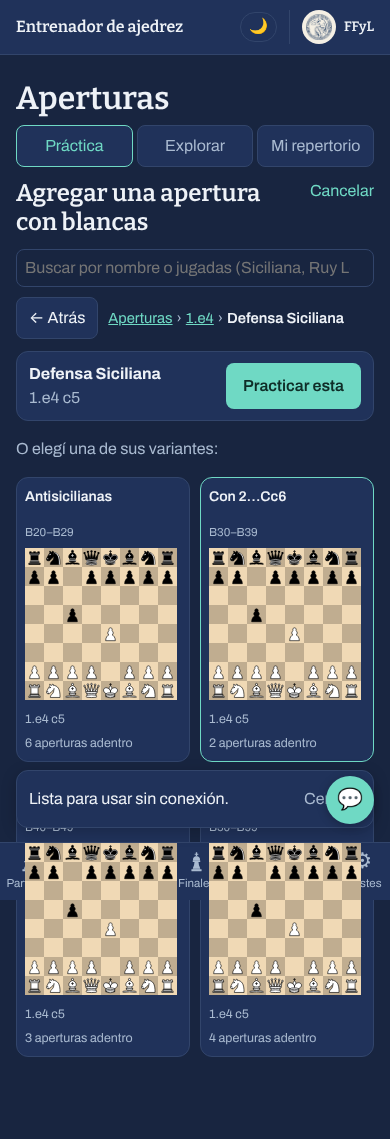 Entrenador de ajedrez
FFyL
Aperturas
Práctica
Explorar
Mi repertorio
Agregar una apertura
con blancas
Cancelar
Buscar por nombre o jugadas (Siciliana, Ruy L
← Atrás
Aperturas › 1.e4 › Defensa Siciliana
Defensa Siciliana
1.e4 c5
Practicar esta
O elegí una de sus variantes:
Antisicilianas
B20–B29
1.e4 c5
6 aperturas adentro
Con 2...Cc6
B30–B39
1.e4 c5
2 aperturas adentro
Lista para usar sin conexión.
1.e4 c5
3 aperturas adentro
1.e4 c5
4 aperturas adentro